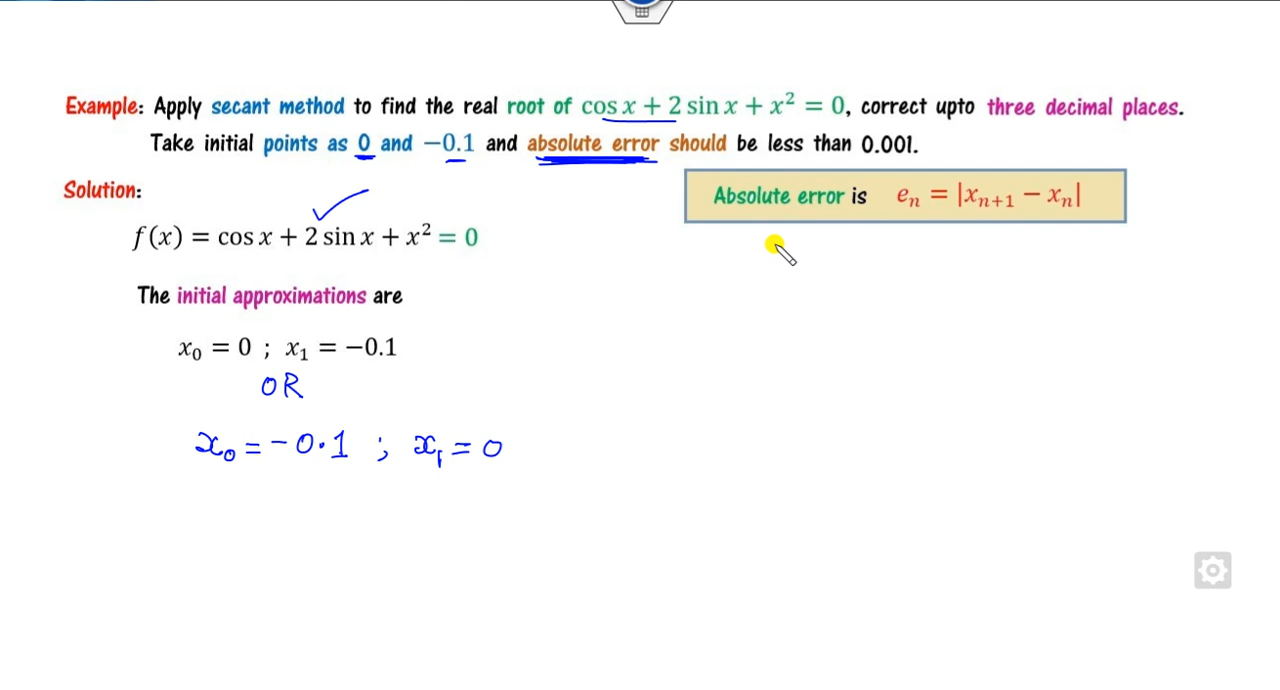 Example: Apply secant method to find the real root of cos x + 2 sin x + x² = 0, correct upto three decimal places.
Take initial points as 0 and −0.1 and absolute error should be less than 0.001.
Solution:
Absolute error is eₙ = |xₙ₊₁ − xₙ|
f(x) = cos x + 2 sin x + x² = 0
The initial approximations are
x₀ = 0 ; x₁ = −0.1
OR
x₀ = −0.1 ; x₁ = 0